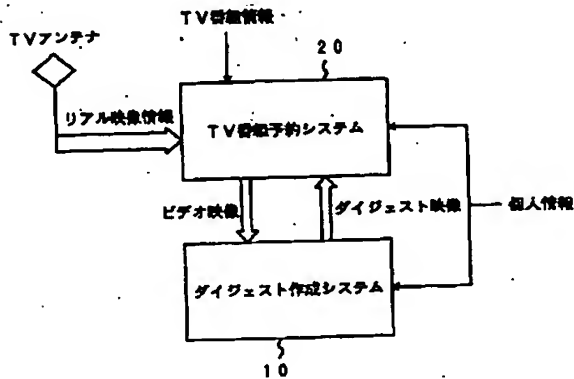 TV番組情報
TVアンテナ
20
リアル映像情報
TV番組予約システム
ビデオ映像
ダイジェスト映像
個人情報
ダイジェスト作成システム
10